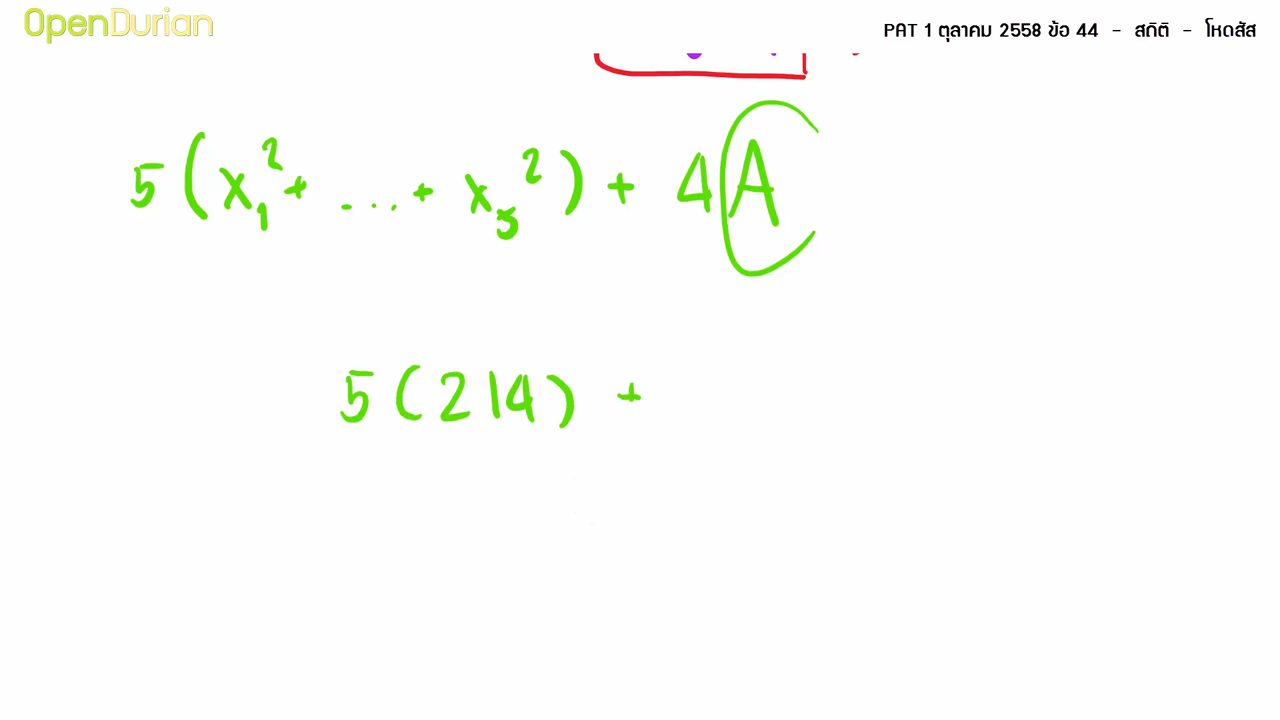 OpenDurian
PAT 1 ตุลาคม 2558 ข้อ 44 - สถิติ - โหดสัส
5 (x₁² + ... + x₅²) + 4A
5 (214) +